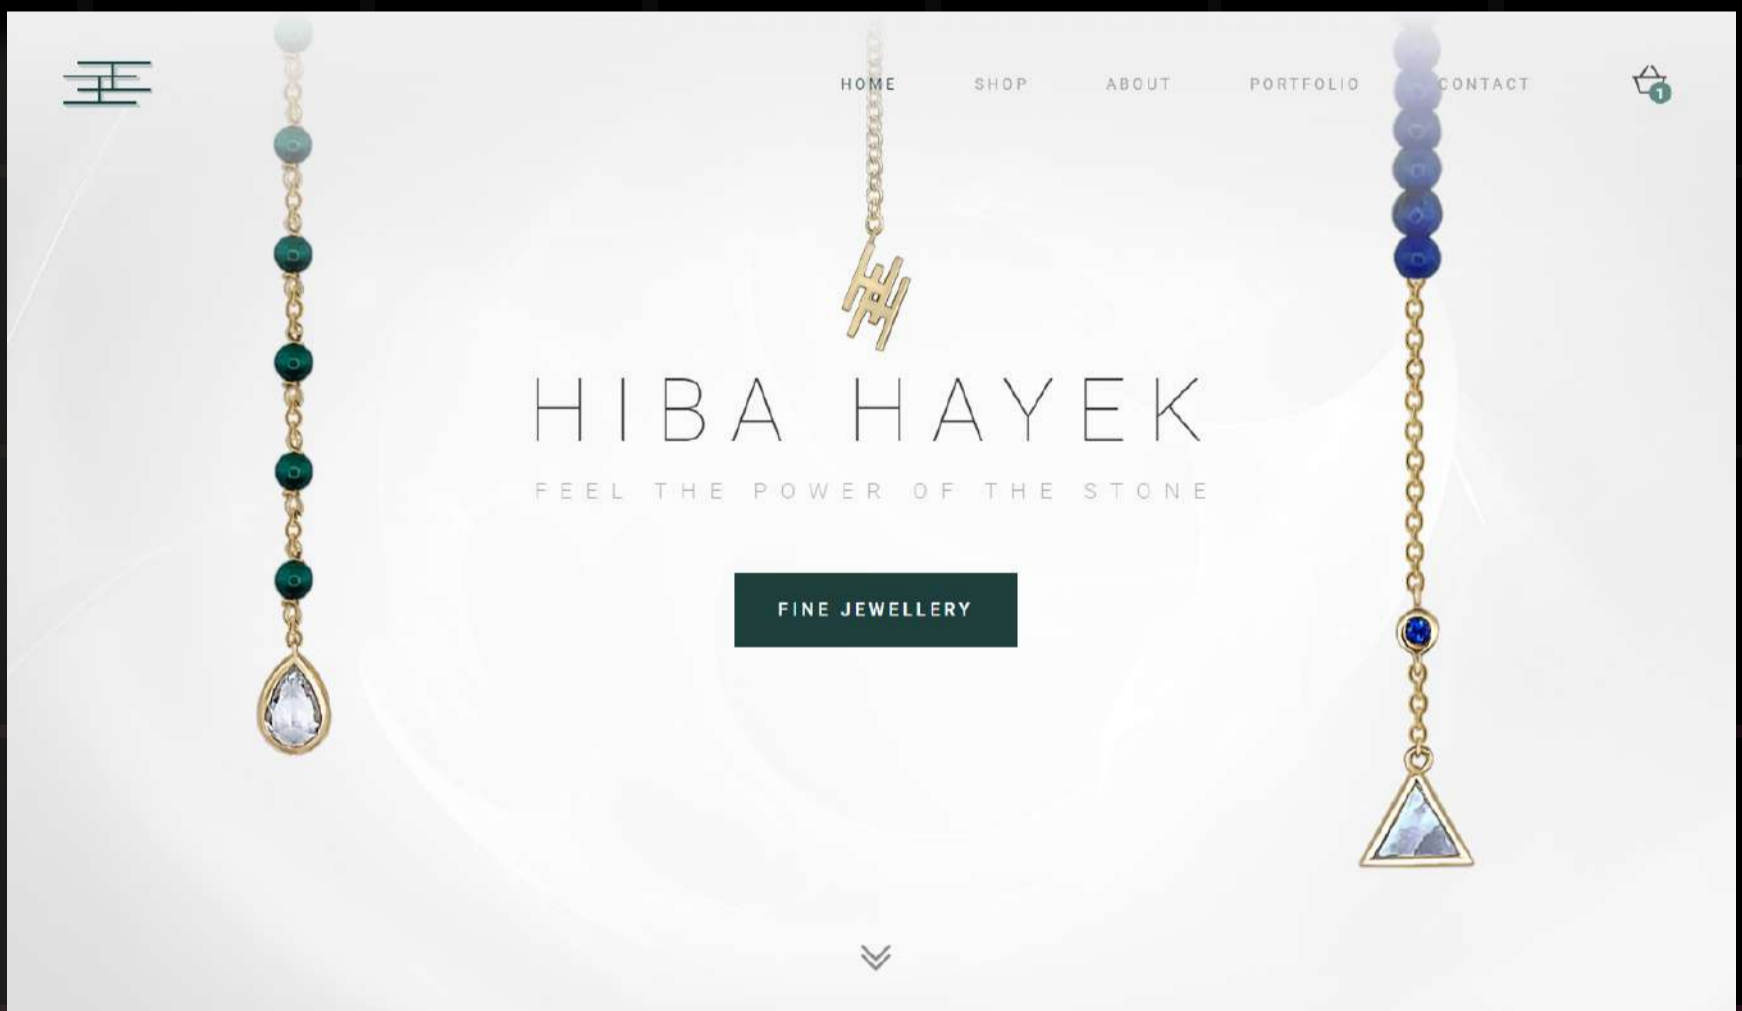 HOME SHOP ABOUT PORTFOLIO CONTACT
1
HIBA HAYEK
FEEL THE POWER OF THE STONE
FINE JEWELLERY